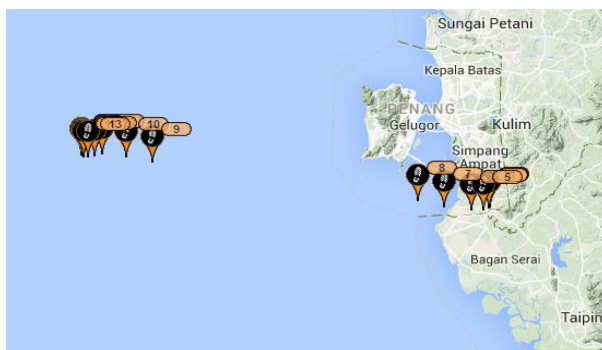 Sungai Petani
Kepala Batas
PENANG
Gelugor
Kulim
Simpang
Ampat
13
10
9
8
7
5
Bagan Serai
Taipin